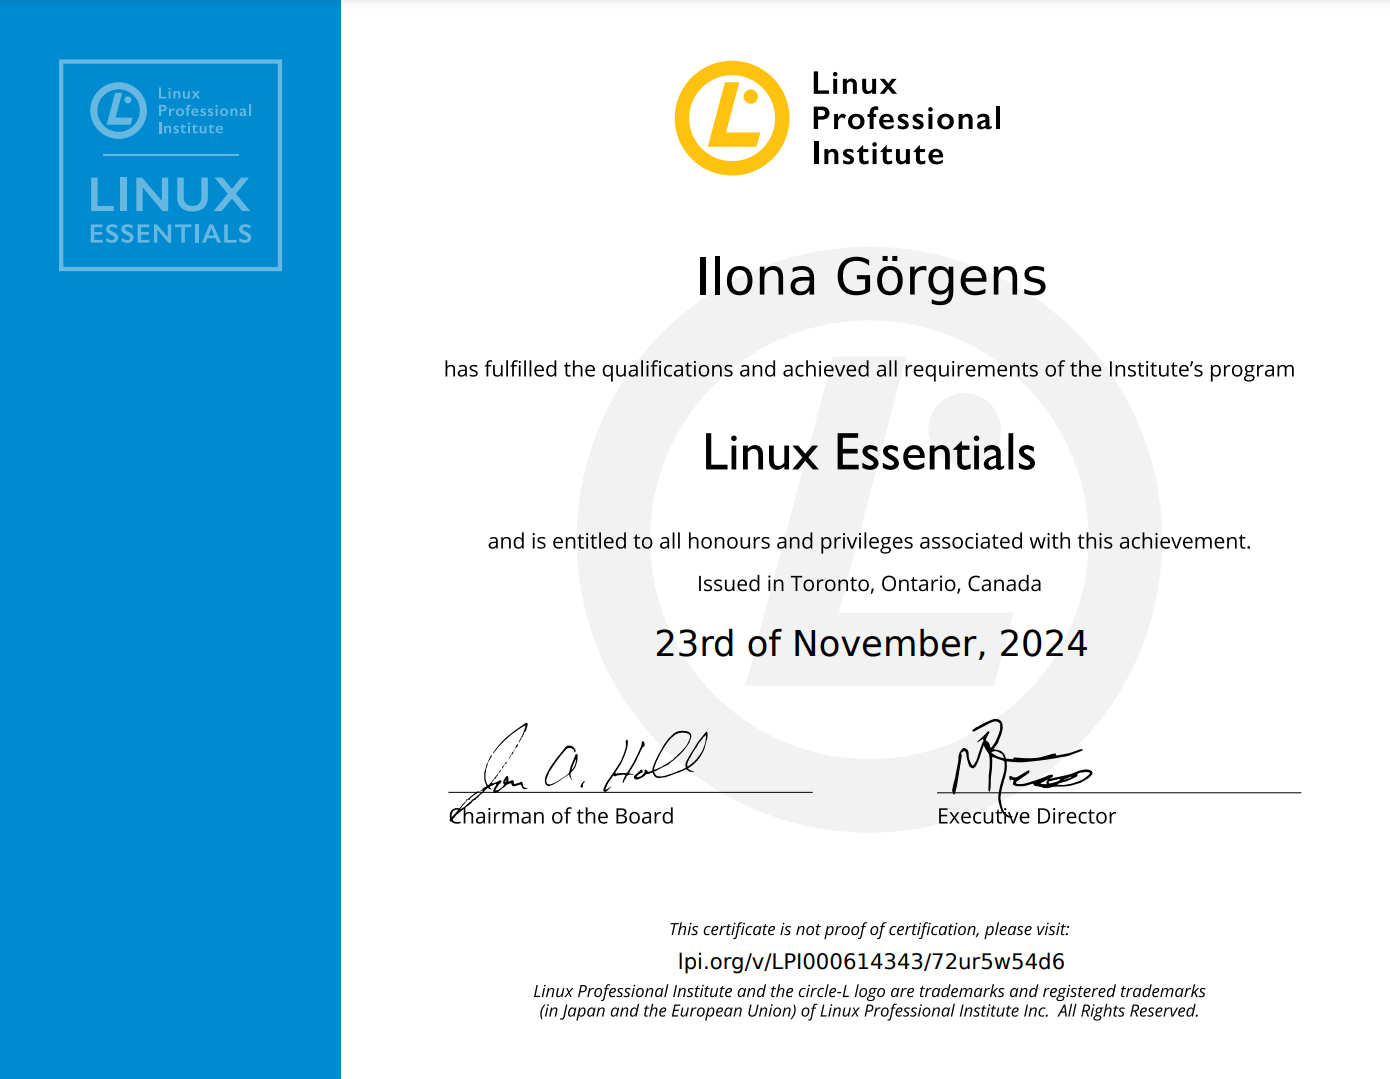 Linux
Professional
Institute
LINUX
ESSENTIALS
Linux
Professional
Institute
Ilona Görgens
has fulfilled the qualifications and achieved all requirements of the Institute’s program
Linux Essentials
and is entitled to all honours and privileges associated with this achievement.
Issued in Toronto, Ontario, Canada
23rd of November, 2024
Jon A. Hall
Chairman of the Board
Executive Director
This certificate is not proof of certification, please visit:
lpi.org/v/LPI000614343/72ur5w54d6
Linux Professional Institute and the circle-L logo are trademarks and registered trademarks
(in Japan and the European Union) of Linux Professional Institute Inc.  All Rights Reserved.